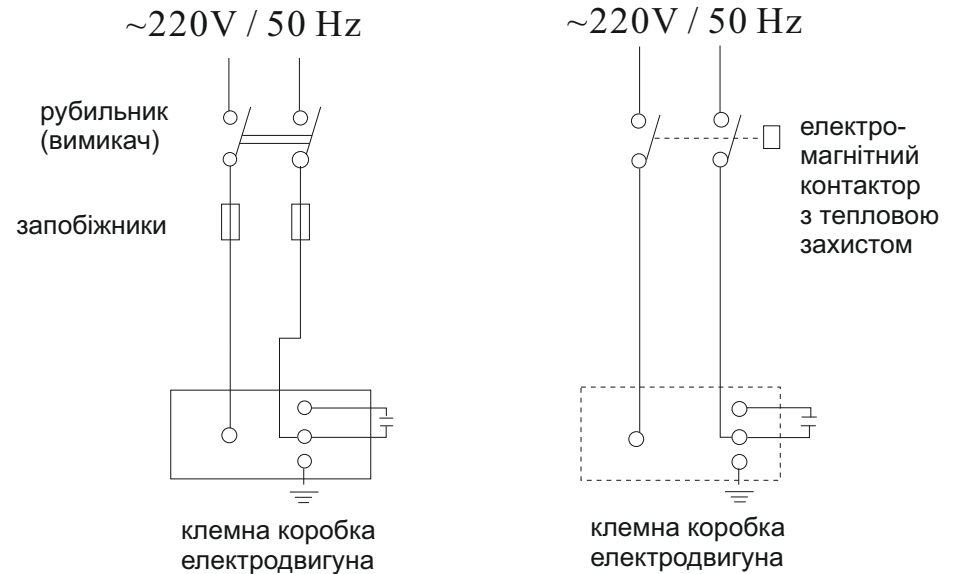 ~220V / 50 Hz
рубильник
(вимикач)
запобіжники
клемна коробка
електродвигуна
~220V / 50 Hz
електро-
магнітний
контактор
з тепловою
захистом
клемна коробка
електродвигуна